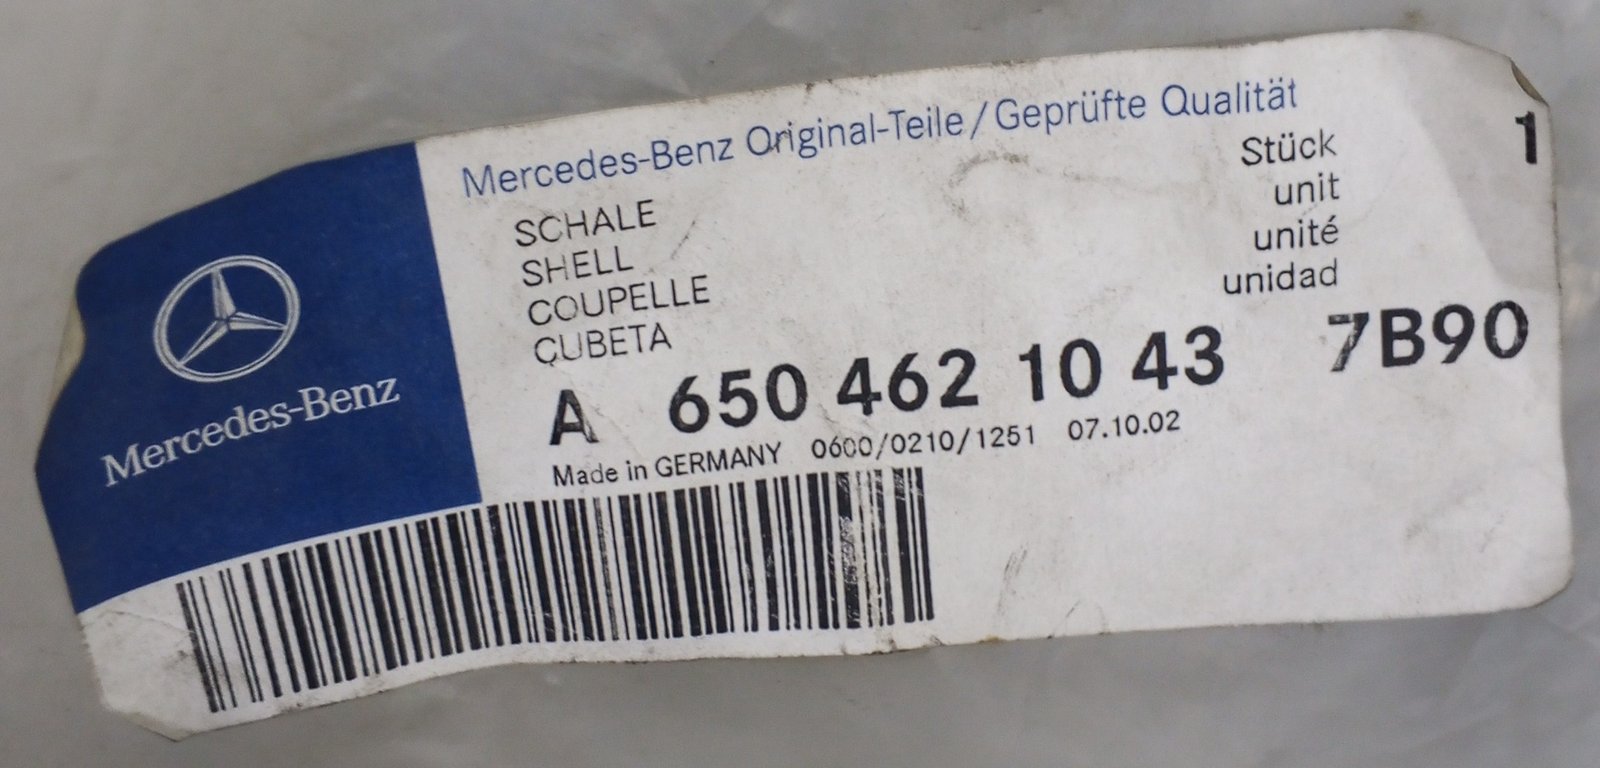 Mercedes-Benz Original-Teile/Geprüfte Qualität
SCHALE
SHELL
COUPELLE
CUBETA
Stück
unit
unité
unidad
1
A 650 462 10 43 7B90
Made in GERMANY 0600/0210/1251 07.10.02
Mercedes-Benz